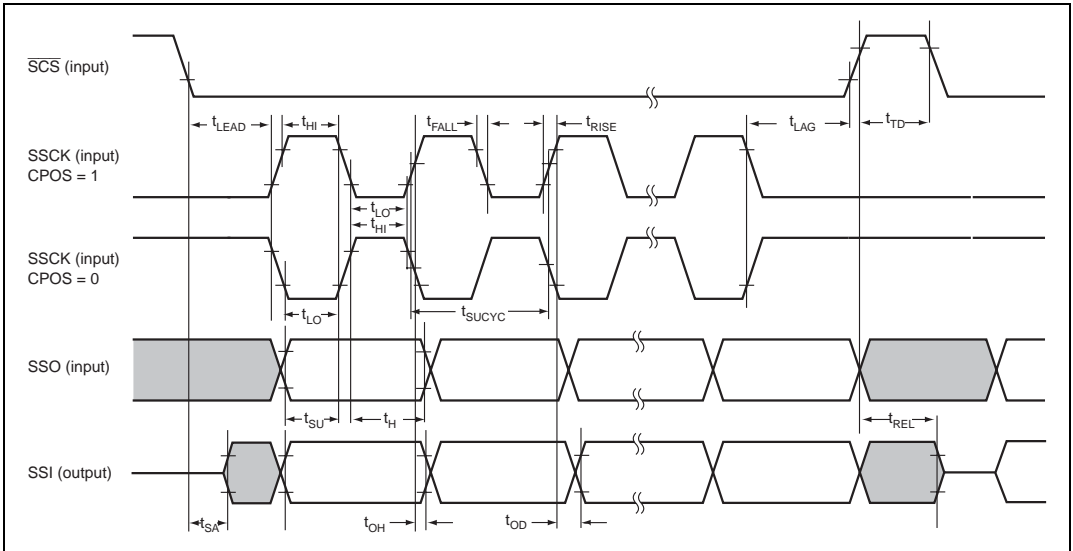 SCS (input)
tLEAD tHI tFALL tRISE tLAG tTD
SSCK (input)
CPOS = 1
tLO
tHI
SSCK (input)
CPOS = 0
tLO tSUCYC
SSO (input)
tSU tH tREL
SSI (output)
tSA tOH tOD